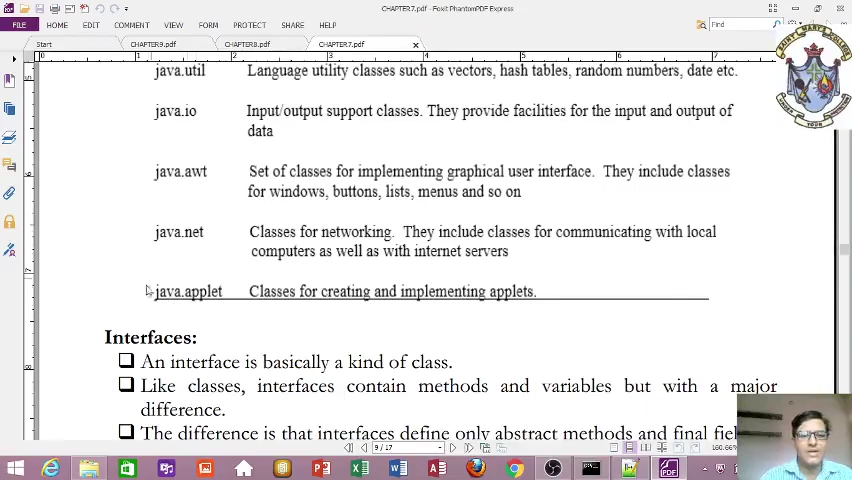 CHAPTER7.pdf - Foxit PhantomPDF Express
FILE HOME EDIT COMMENT VIEW FORM PROTECT SHARE HELP
Find
Start CHAPTER9.pdf CHAPTER8.pdf CHAPTER7.pdf
java.util Language utility classes such as vectors, hash tables, random numbers, date etc.
java.io Input/output support classes. They provide facilities for the input and output of
data
java.awt Set of classes for implementing graphical user interface. They include classes
for windows, buttons, lists, menus and so on
java.net Classes for networking. They include classes for communicating with local
computers as well as with internet servers
java.applet Classes for creating and implementing applets.
Interfaces:
An interface is basically a kind of class.
Like classes, interfaces contain methods and variables but with a major
difference.
The difference is that interfaces define only abstract methods and final fiel
9 / 17
160.66%